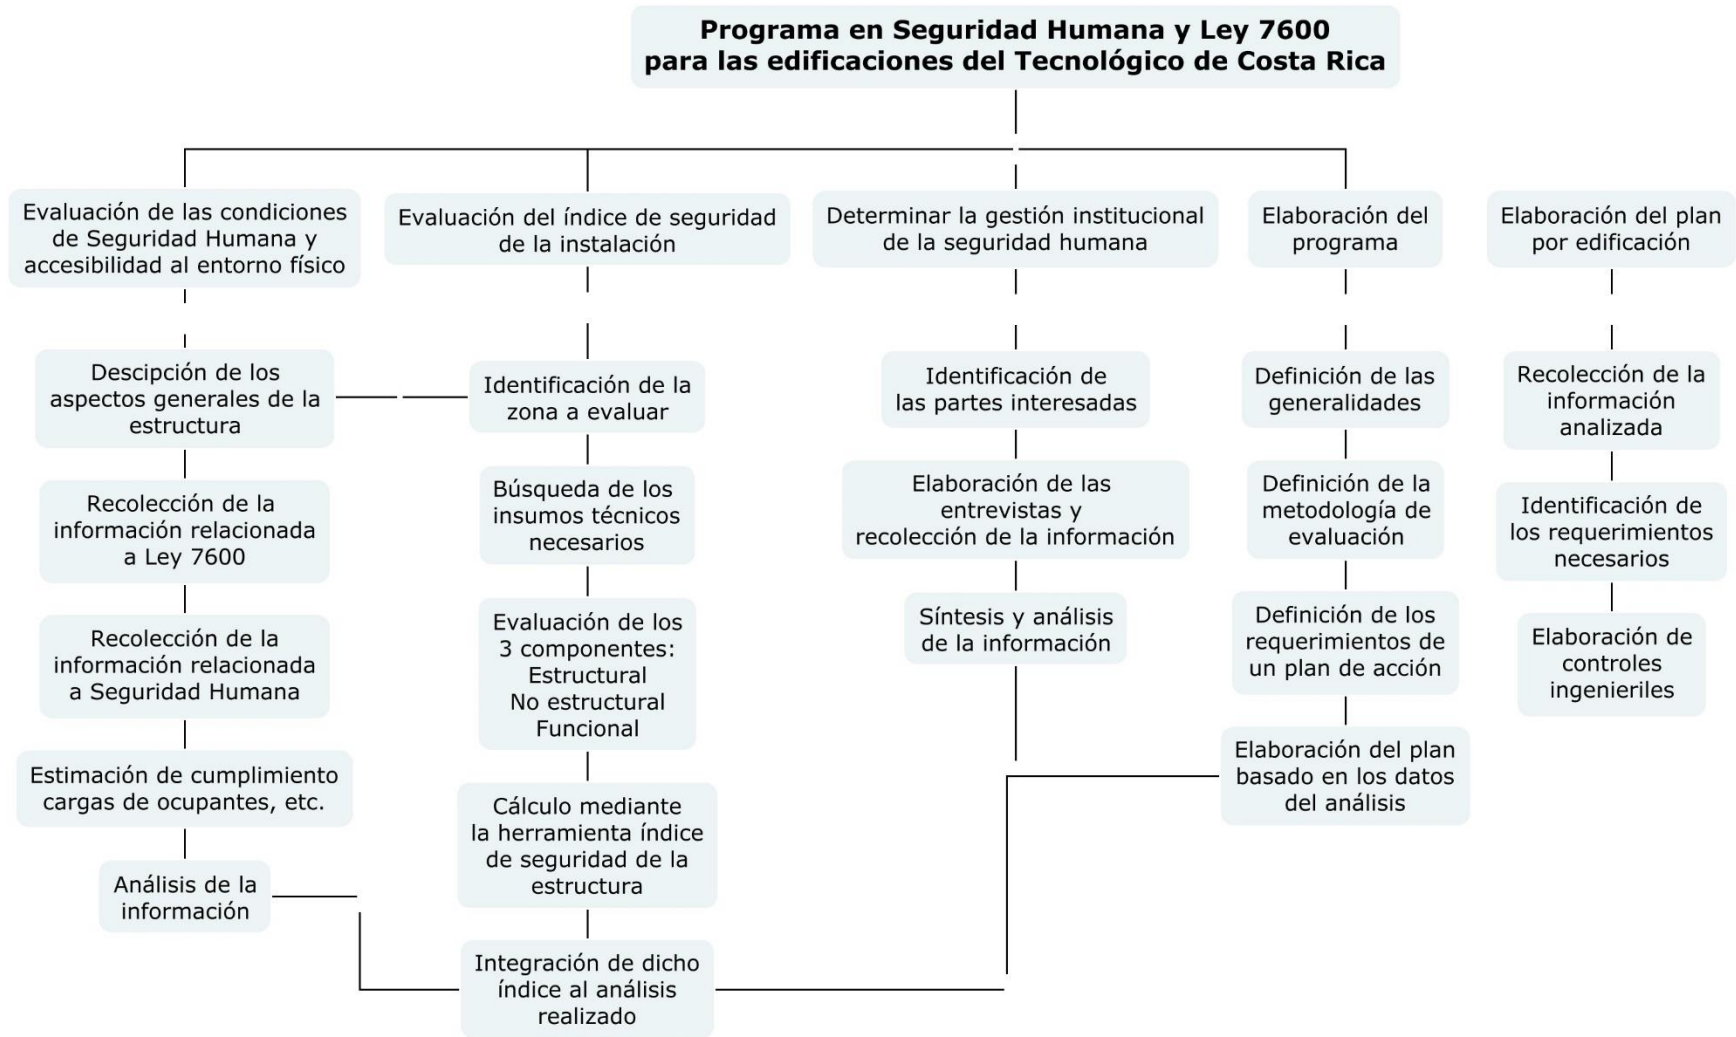 Programa en Seguridad Humana y Ley 7600
para las edificaciones del Tecnológico de Costa Rica
Evaluación de las condiciones
de Seguridad Humana y
accesibilidad al entorno físico
Descipción de los
aspectos generales de la
estructura
Recolección de la
información relacionada
a Ley 7600
Recolección de la
información relacionada
a Seguridad Humana
Estimación de cumplimiento
cargas de ocupantes, etc.
Análisis de la
información
Evaluación del índice de seguridad
de la instalación
Identificación de la
zona a evaluar
Búsqueda de los
insumos técnicos
necesarios
Evaluación de los
3 componentes:
Estructural
No estructural
Funcional
Cálculo mediante
la herramienta índice
de seguridad de la
estructura
Integración de dicho
índice al análisis
realizado
Determinar la gestión institucional
de la seguridad humana
Identificación de
las partes interesadas
Elaboración de las
entrevistas y
recolección de la información
Síntesis y análisis
de la información
Elaboración del
programa
Definición de las
generalidades
Definición de la
metodología de
evaluación
Definición de los
requerimientos de
un plan de acción
Elaboración del plan
basado en los datos
del análisis
Elaboración del plan
por edificación
Recolección de la
información
analizada
Identificación de
los requerimientos
necesarios
Elaboración de
controles
ingenieriles